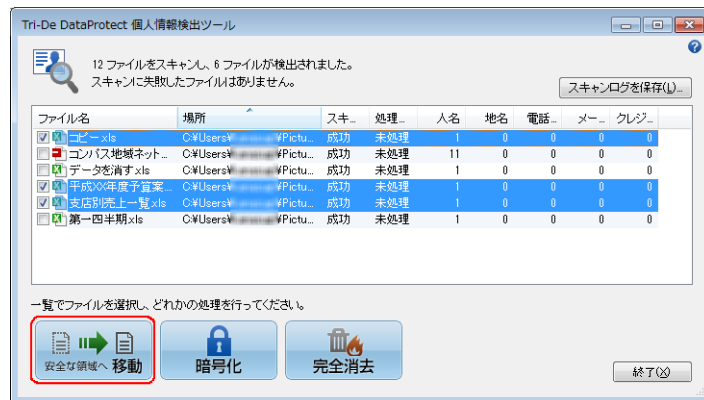 Tri-De DataProtect 個人情報検出ツール
12 ファイルをスキャンし、6 ファイルが検出されました。
スキャンに失敗したファイルはありません。
スキャンログを保存(L)...
ファイル名 場所 スキ... 処理... 人名 地名 電話... メー... クレジ...
コピー.xls C:¥Users¥ ¥Pictu... 成功 未処理 1 0 0 0 0
コンパス地域ネット... C:¥Users¥ ¥Pictu... 成功 未処理 11 0 0 0 0
データを消す.xls C:¥Users¥ ¥Pictu... 成功 未処理 1 0 0 0 0
平成XX年度予算案... C:¥Users¥ ¥Pictu... 成功 未処理 1 0 0 0 0
支店別売上一覧.xls C:¥Users¥ ¥Pictu... 成功 未処理 1 0 0 0 0
第一四半期.xls C:¥Users¥ ¥Pictu... 成功 未処理 1 0 0 0 0
一覧でファイルを選択し、どれかの処理を行ってください。
安全な領域へ 移動
暗号化
完全消去
終了(X)